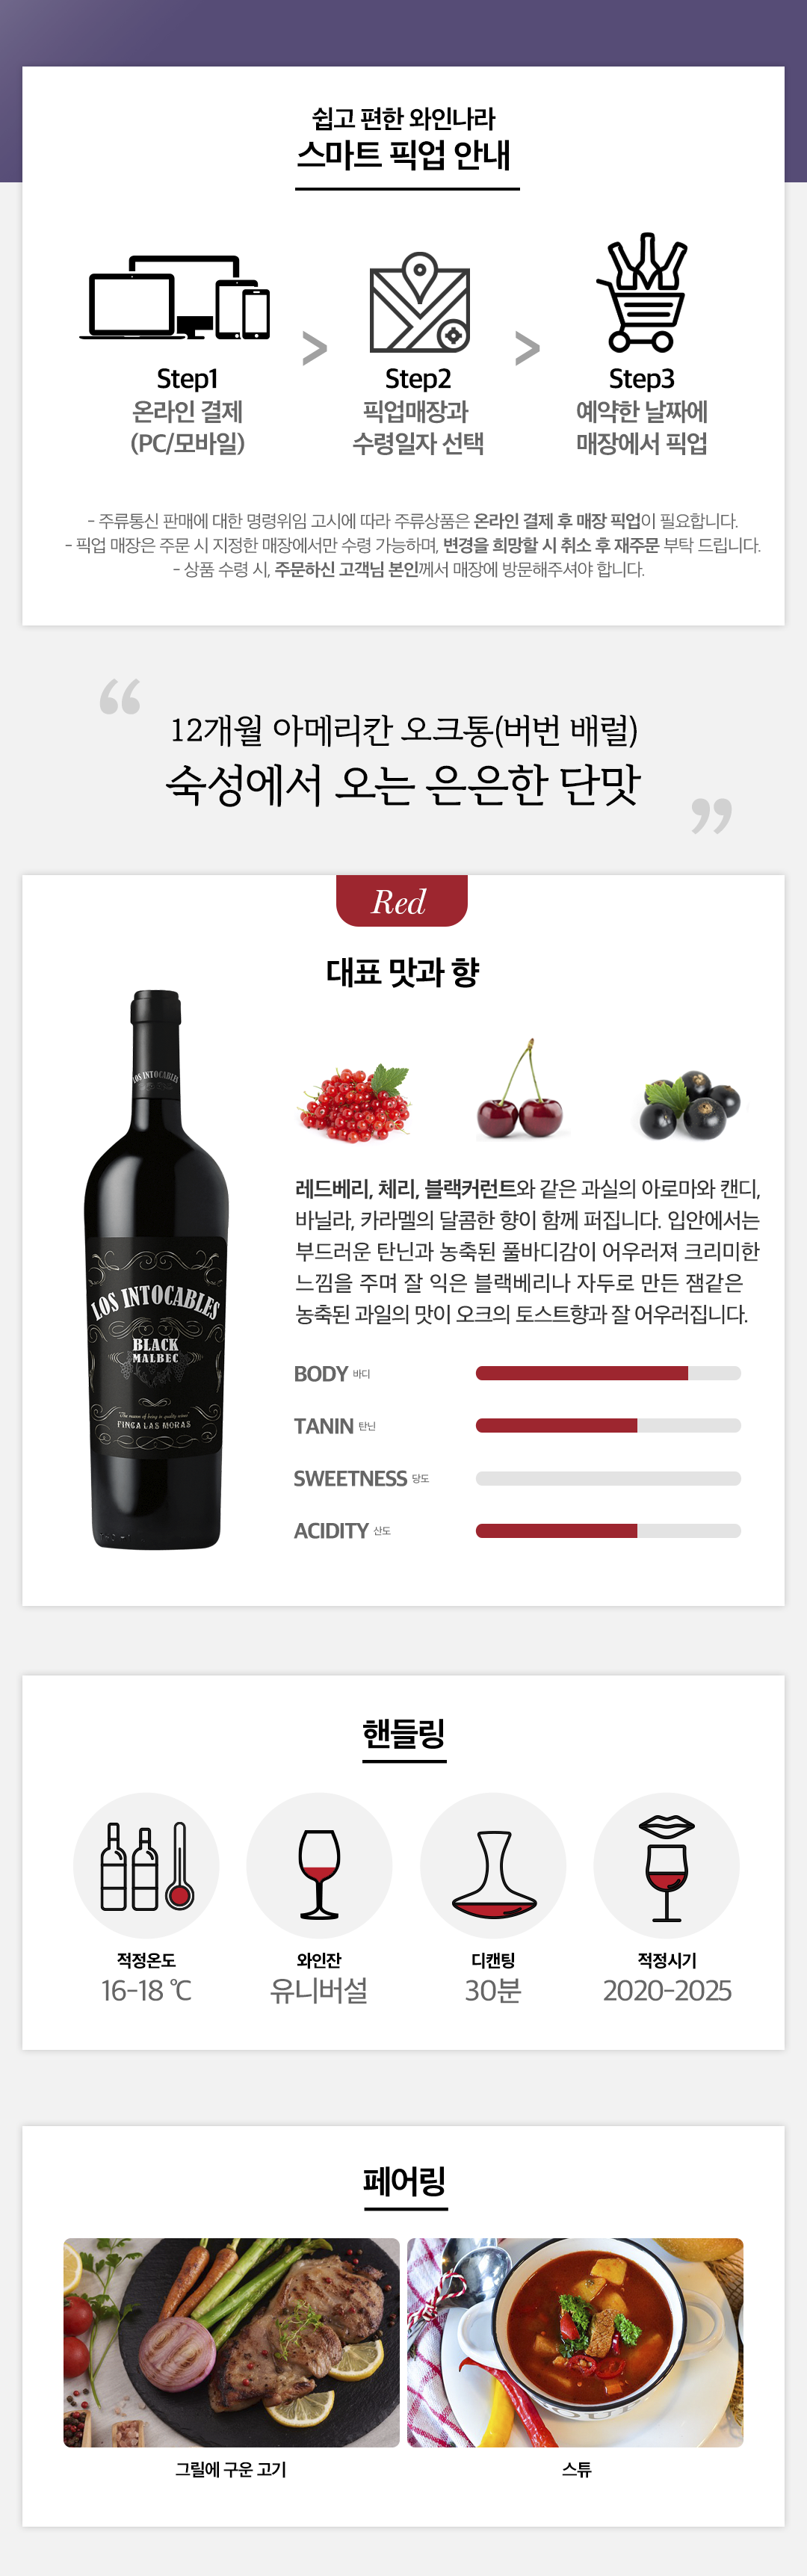 쉽고 편한 와인나라
스마트 픽업 안내
Step1
온라인 결제
(PC/모바일)
>
Step2
픽업매장과
수령일자 선택
>
Step3
예약한 날짜에
매장에서 픽업
- 주류통신 판매에 대한 명령위임 고시에 따라 주류상품은 온라인 결제 후 매장 픽업이 필요합니다.
- 픽업 매장은 주문 시 지정한 매장에서만 수령 가능하며, 변경을 희망할 시 취소 후 재주문 부탁 드립니다.
- 상품 수령 시, 주문하신 고객님 본인께서 매장에 방문해주셔야 합니다.
“
12개월 아메리칸 오크통(버번 배럴)
숙성에서 오는 은은한 단맛
”
Red
대표 맛과 향
LOS INTOCABLES
LOS INTOCABLES
BLACK
MALBEC
FINCA LAS MORAS
레드베리, 체리, 블랙커런트와 같은 과실의 아로마와 캔디,
바닐라, 카라멜의 달콤한 향이 함께 퍼집니다. 입안에서는
부드러운 탄닌과 농축된 풀바디감이 어우러져 크리미한
느낌을 주며 잘 익은 블랙베리나 자두로 만든 잼같은
농축된 과일의 맛이 오크의 토스트향과 잘 어우러집니다.
BODY 바디
TANIN 탄닌
SWEETNESS 당도
ACIDITY 산도
핸들링
적정온도
16-18 ℃
와인잔
유니버설
디캔팅
30분
적정시기
2020-2025
페어링
그릴에 구운 고기
스튜